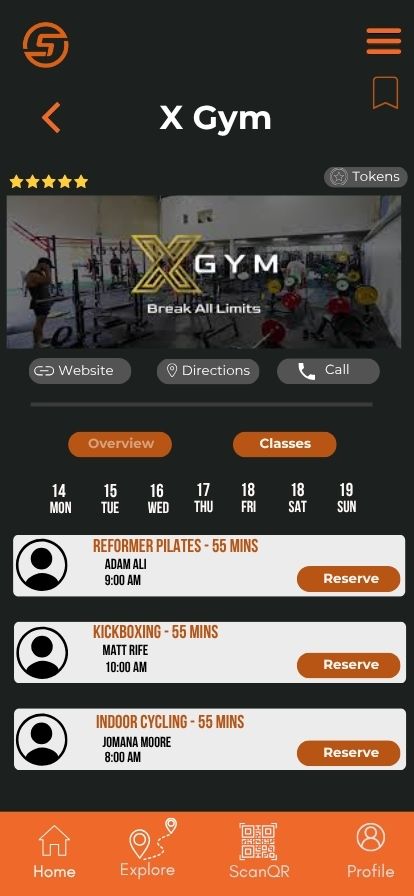 X Gym
Tokens
X GYM
Break All Limits
Website
Directions
Call
Overview
Classes
14 15 16 17 18 18 19
MON TUE WED THU FRI SAT SUN
REFORMER PILATES - 55 MINS
ADAM ALI
9:00 AM
Reserve
KICKBOXING - 55 MINS
MATT RIFE
10:00 AM
Reserve
INDOOR CYCLING - 55 MINS
JOMANA MOORE
8:00 AM
Reserve
Home
Explore
ScanQR
Profile